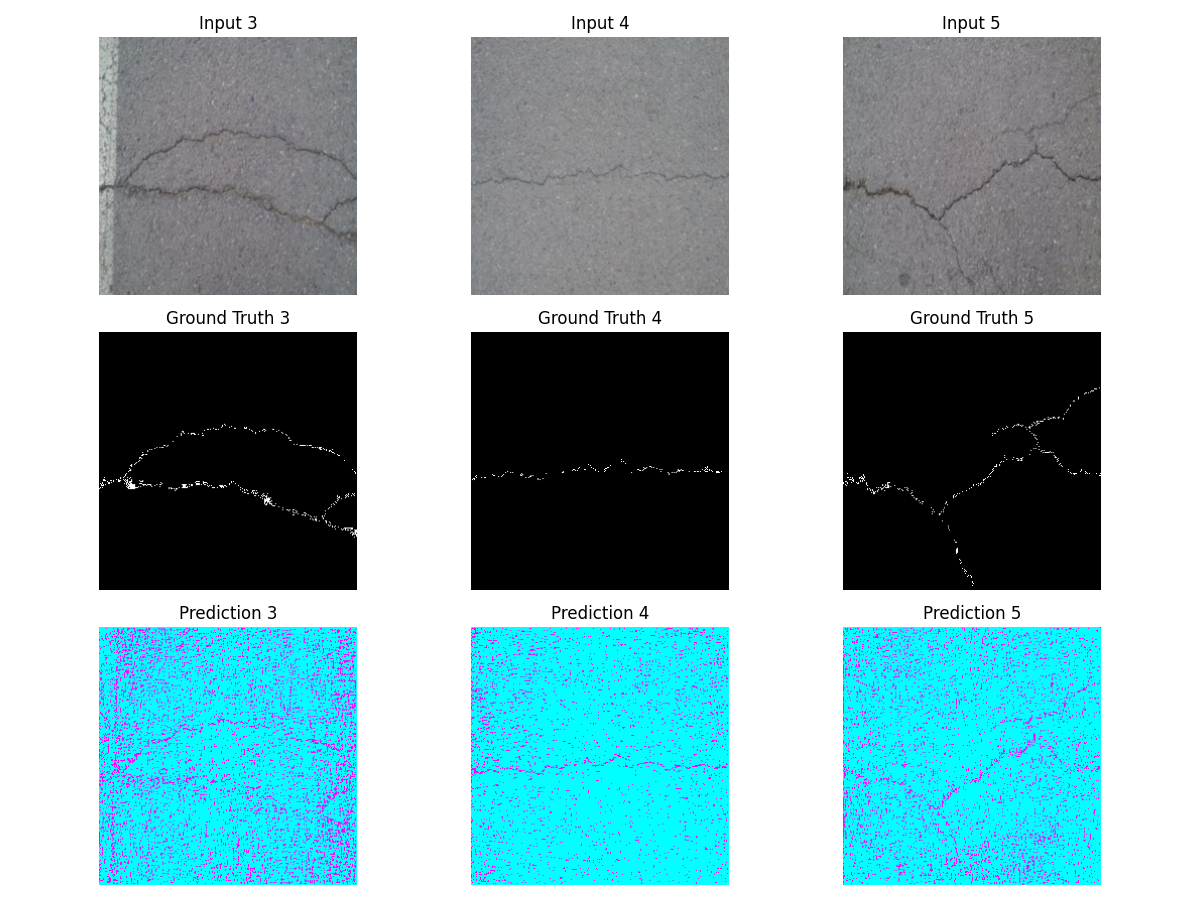 Input 3
Input 4
Input 5
Ground Truth 3
Ground Truth 4
Ground Truth 5
Prediction 3
Prediction 4
Prediction 5